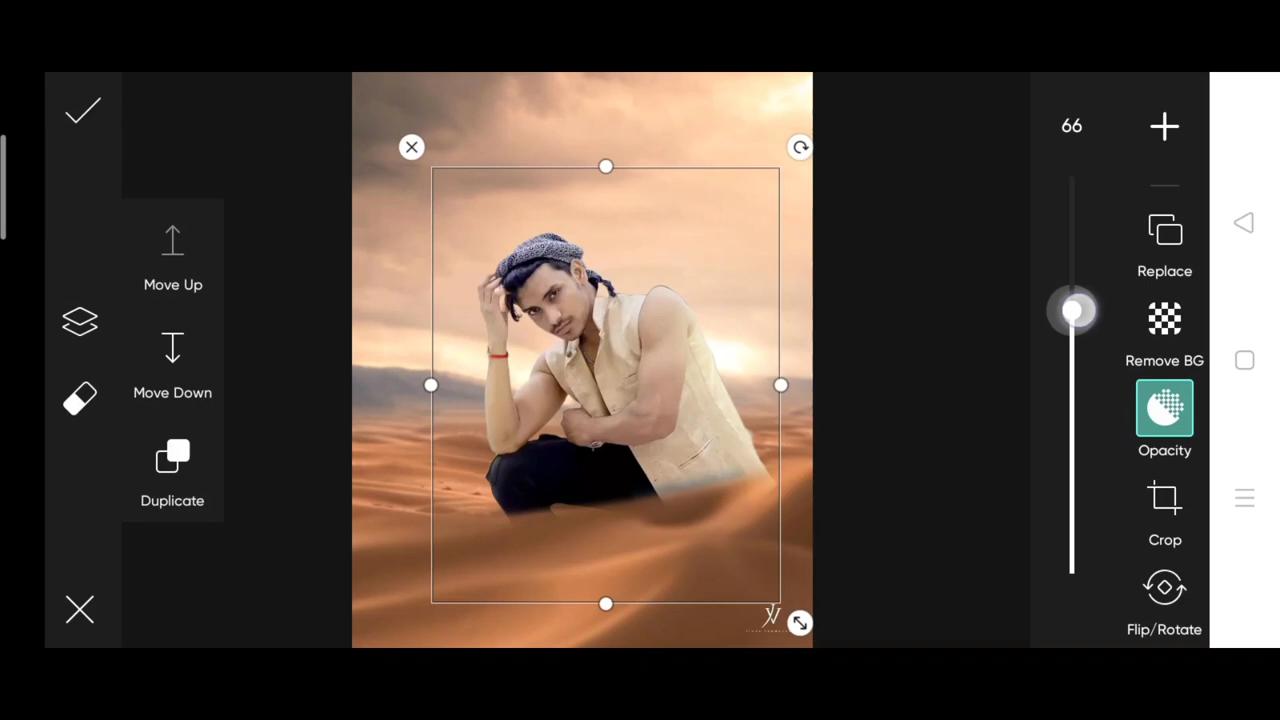 66
Move Up
Move Down
Duplicate
Replace
Remove BG
Opacity
Crop
Flip/Rotate